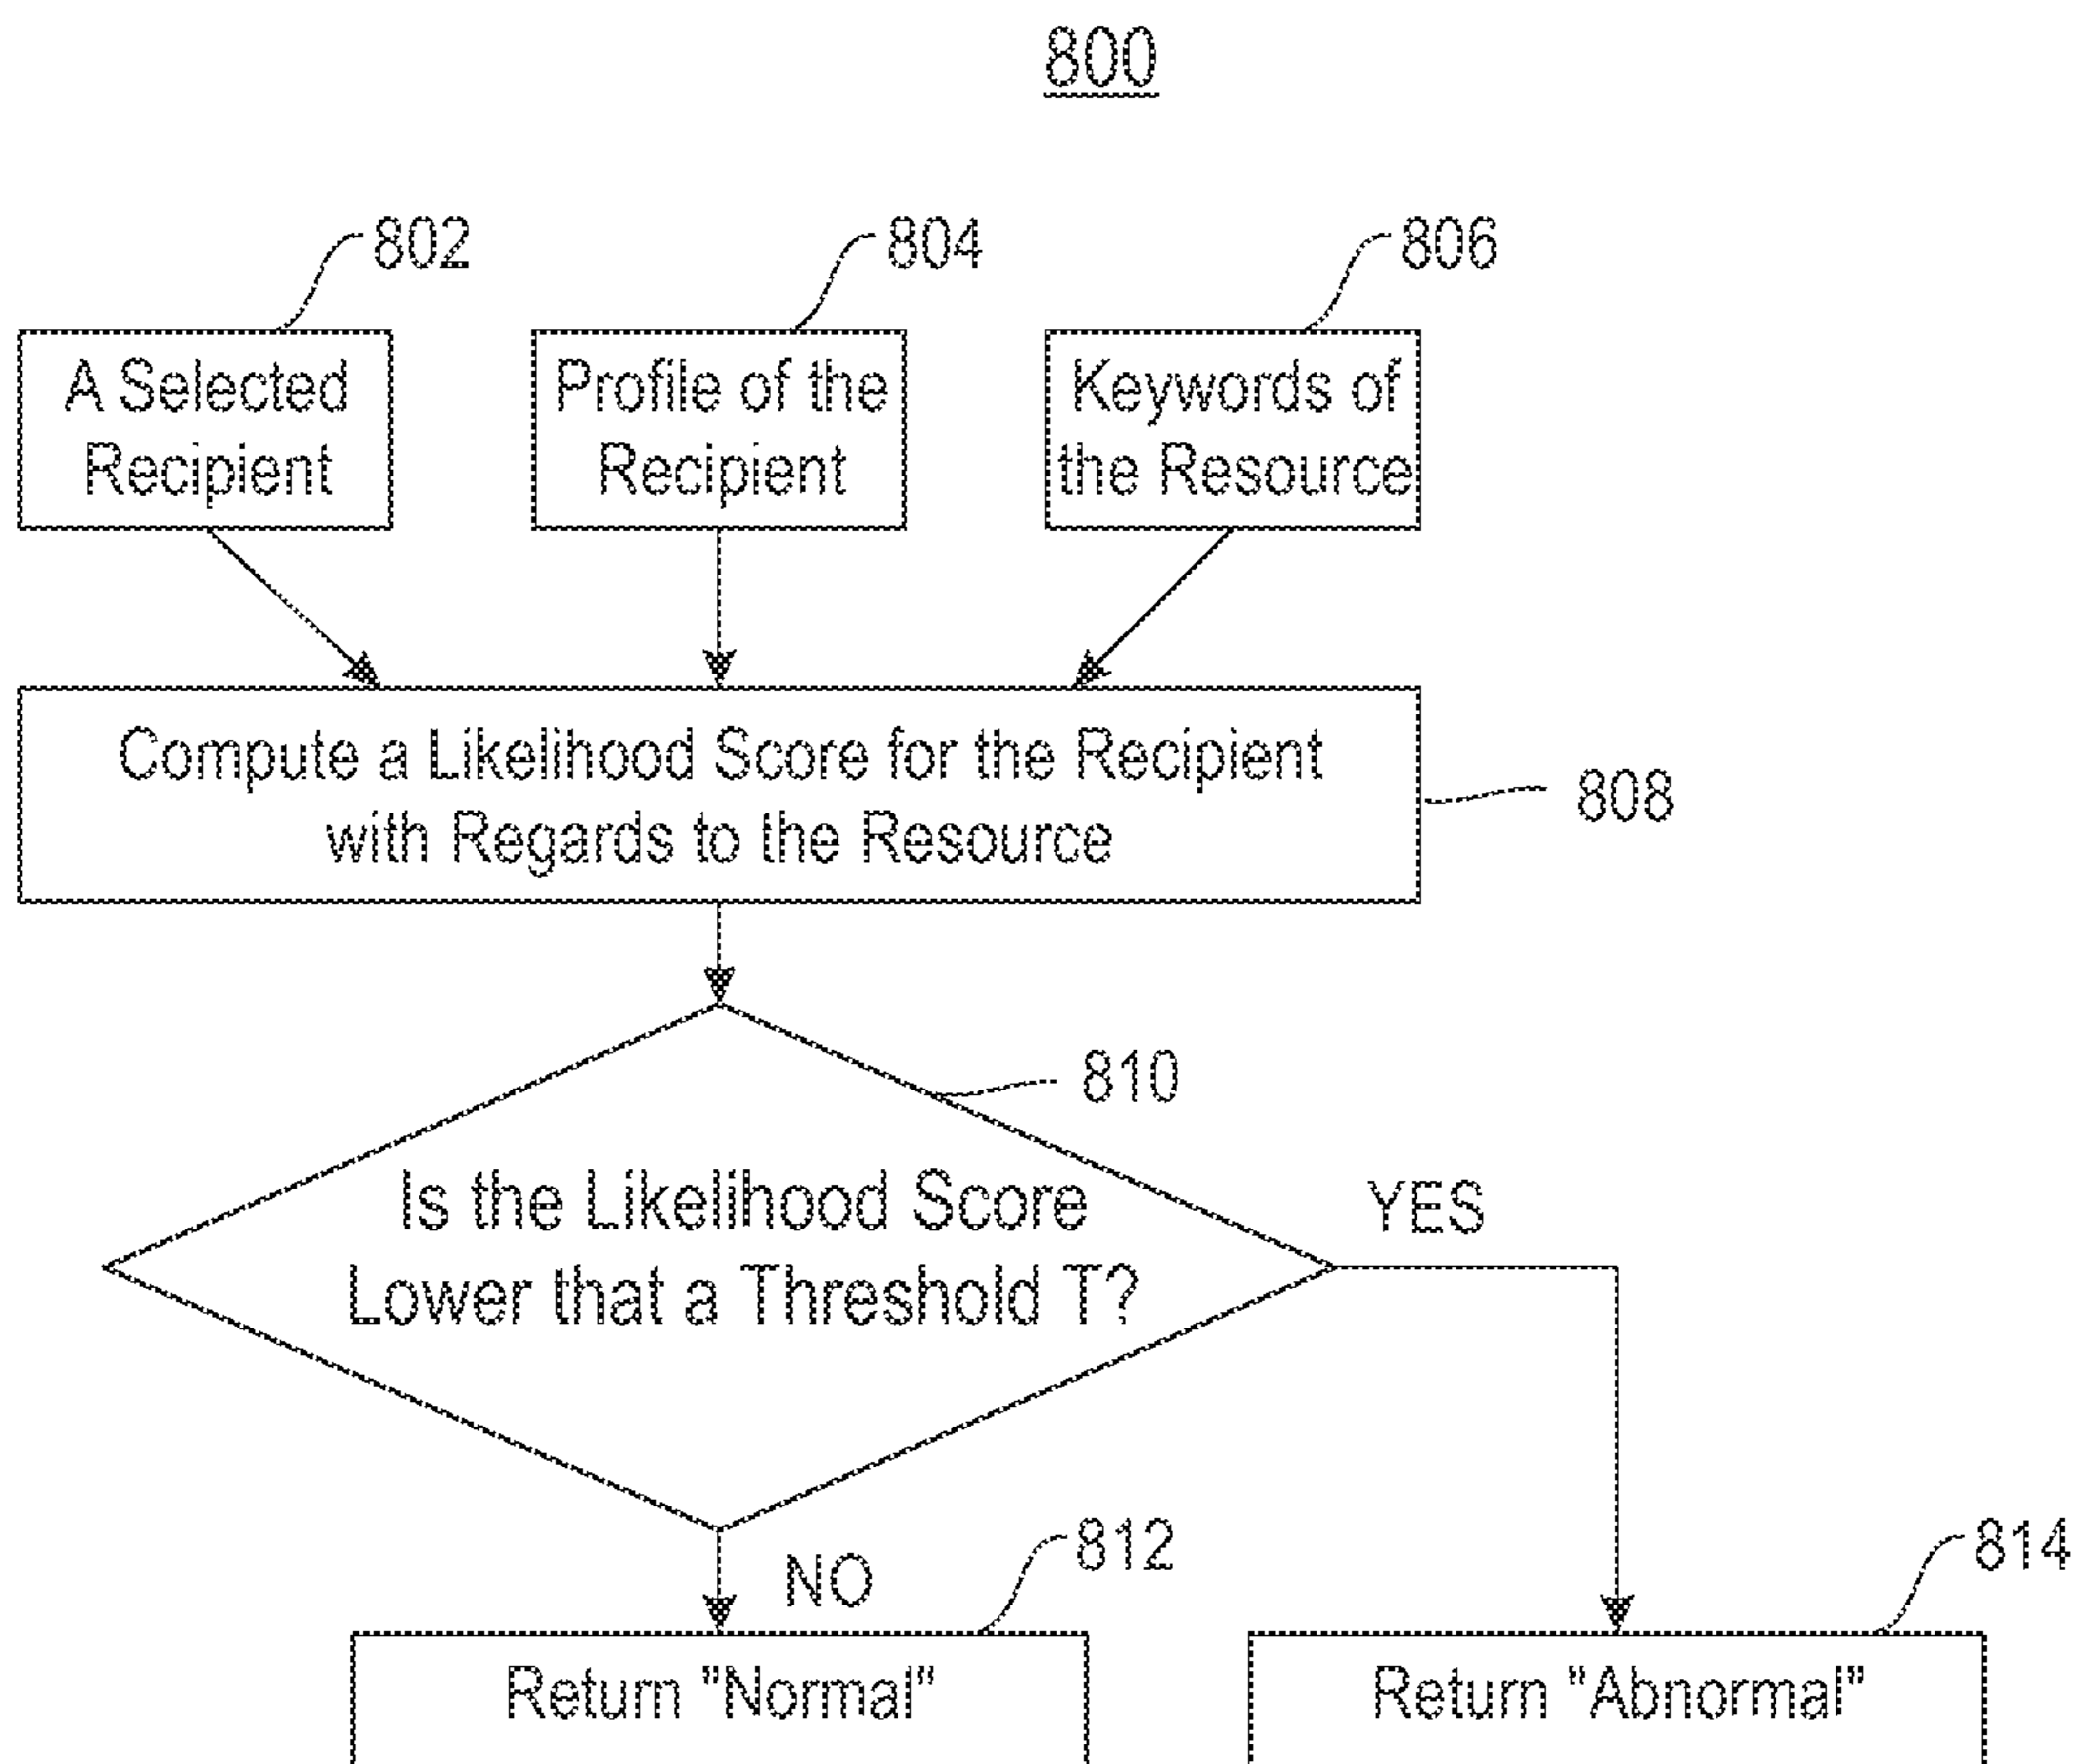 800
802
804
806
A Selected
Recipient
Profile of the
Recipient
Keywords of
the Resource
Compute a Likelihood Score for the Recipient
with Regards to the Resource
808
810
Is the Likelihood Score
Lower that a Threshold T?
YES
NO
812
814
Return "Normal"
Return "Abnormal"